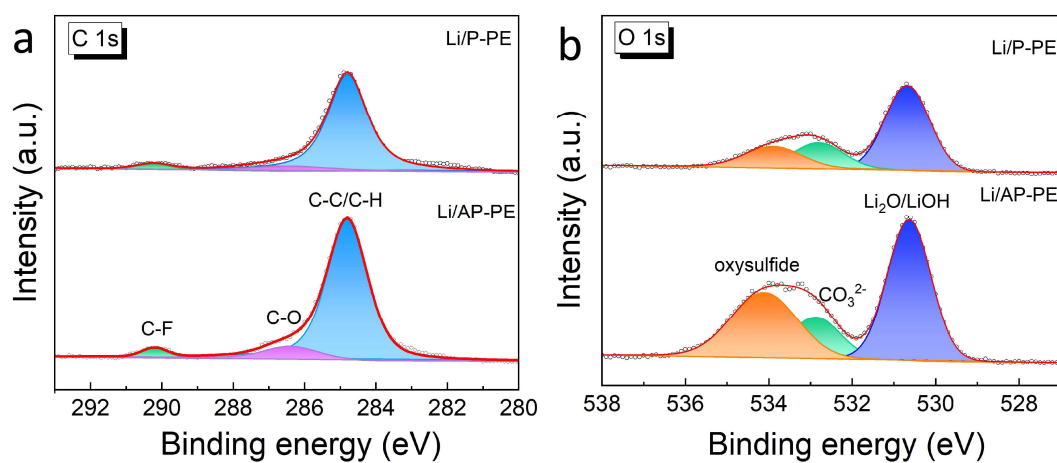 a
C 1s
Li/P-PE
C-C/C-H
Li/AP-PE
C-O
C-F
Intensity (a.u.)
292 290 288 286 284 282 280
Binding energy (eV)
b
O 1s
Li/P-PE
Li₂O/LiOH
Li/AP-PE
oxysulfide
CO₃²⁻
Intensity (a.u.)
538 536 534 532 530 528
Binding energy (eV)